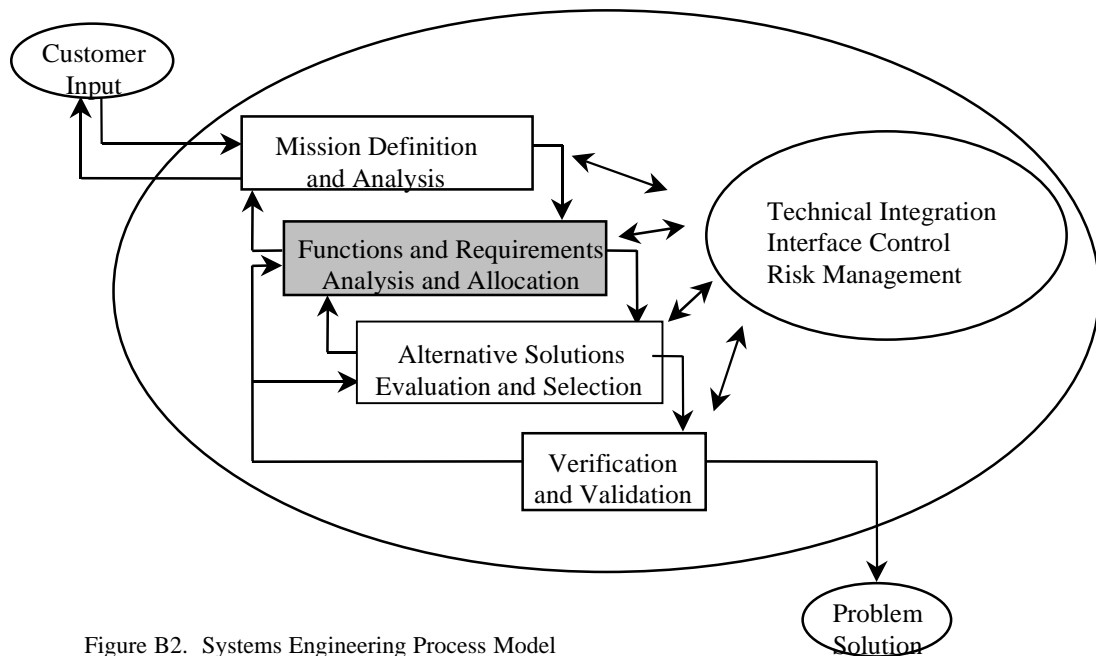 Customer
Input
Mission Definition
and Analysis
Functions and Requirements
Analysis and Allocation
Alternative Solutions
Evaluation and Selection
Verification
and Validation
Technical Integration
Interface Control
Risk Management
Problem
Solution
Figure B2. Systems Engineering Process Model